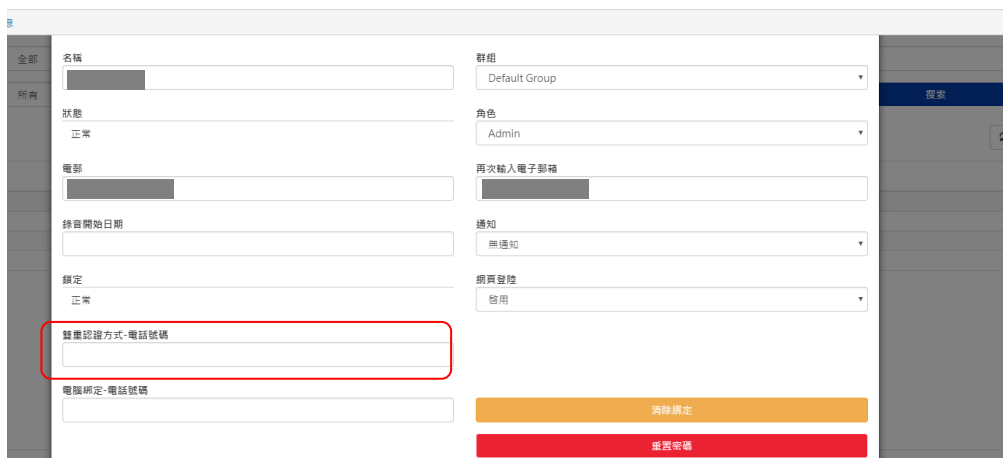 全部
所有
搜索
名稱
群组
Default Group
狀態
正常
角色
Admin
電郵
再次輸入電子郵箱
錄音開始日期
通知
無通知
鎖定
正常
網頁登陸
啓用
雙重認證方式-電話號碼
電腦綁定-電話號碼
清除綁定
重置密碼